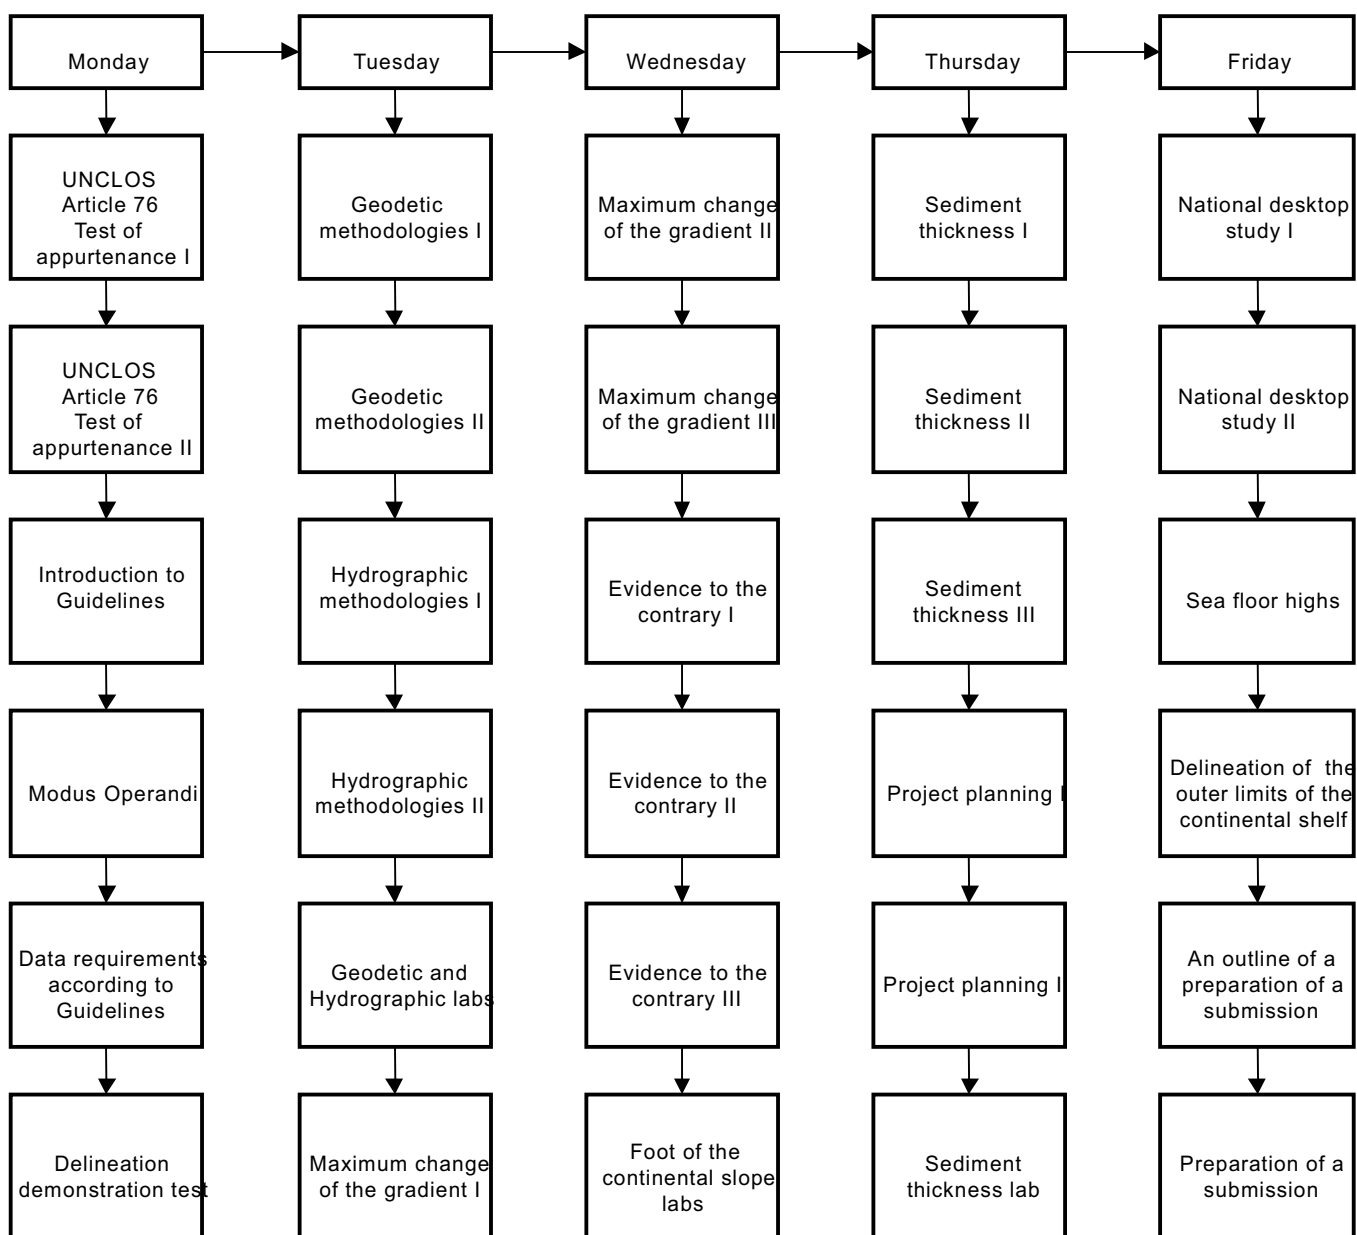 Monday
Tuesday
Wednesday
Thursday
Friday
UNCLOS
Article 76
Test of
appurtenance I
Geodetic
methodologies I
Maximum change
of the gradient II
Sediment
thickness I
National desktop
study I
UNCLOS
Article 76
Test of
appurtenance II
Geodetic
methodologies II
Maximum change
of the gradient III
Sediment
thickness II
National desktop
study II
Introduction to
Guidelines
Hydrographic
methodologies I
Evidence to the
contrary I
Sediment
thickness III
Sea floor highs
Modus Operandi
Hydrographic
methodologies II
Evidence to the
contrary II
Project planning I
Delineation of the
outer limits of the
continental shelf
Data requirements
according to
Guidelines
Geodetic and
Hydrographic labs
Evidence to the
contrary III
Project planning I
An outline of a
preparation of a
submission
Delineation
demonstration test
Maximum change
of the gradient I
Foot of the
continental slope
labs
Sediment
thickness lab
Preparation of a
submission